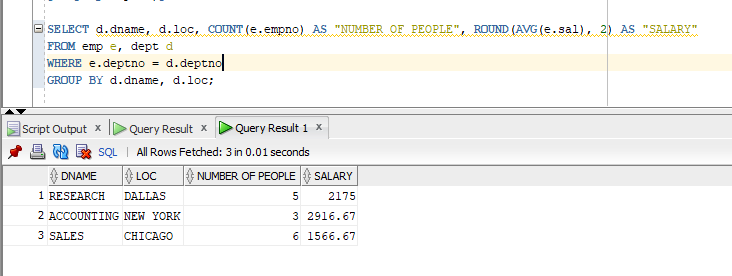 SELECT d.dname, d.loc, COUNT(e.empno) AS "NUMBER OF PEOPLE", ROUND(AVG(e.sal), 2) AS "SALARY"
FROM emp e, dept d
WHERE e.deptno = d.deptno
GROUP BY d.dname, d.loc;
Script Output x Query Result x Query Result 1 x
SQL | All Rows Fetched: 3 in 0.01 seconds
DNAME LOC NUMBER OF PEOPLE SALARY
1 RESEARCH DALLAS 5 2175
2 ACCOUNTING NEW YORK 3 2916.67
3 SALES CHICAGO 6 1566.67